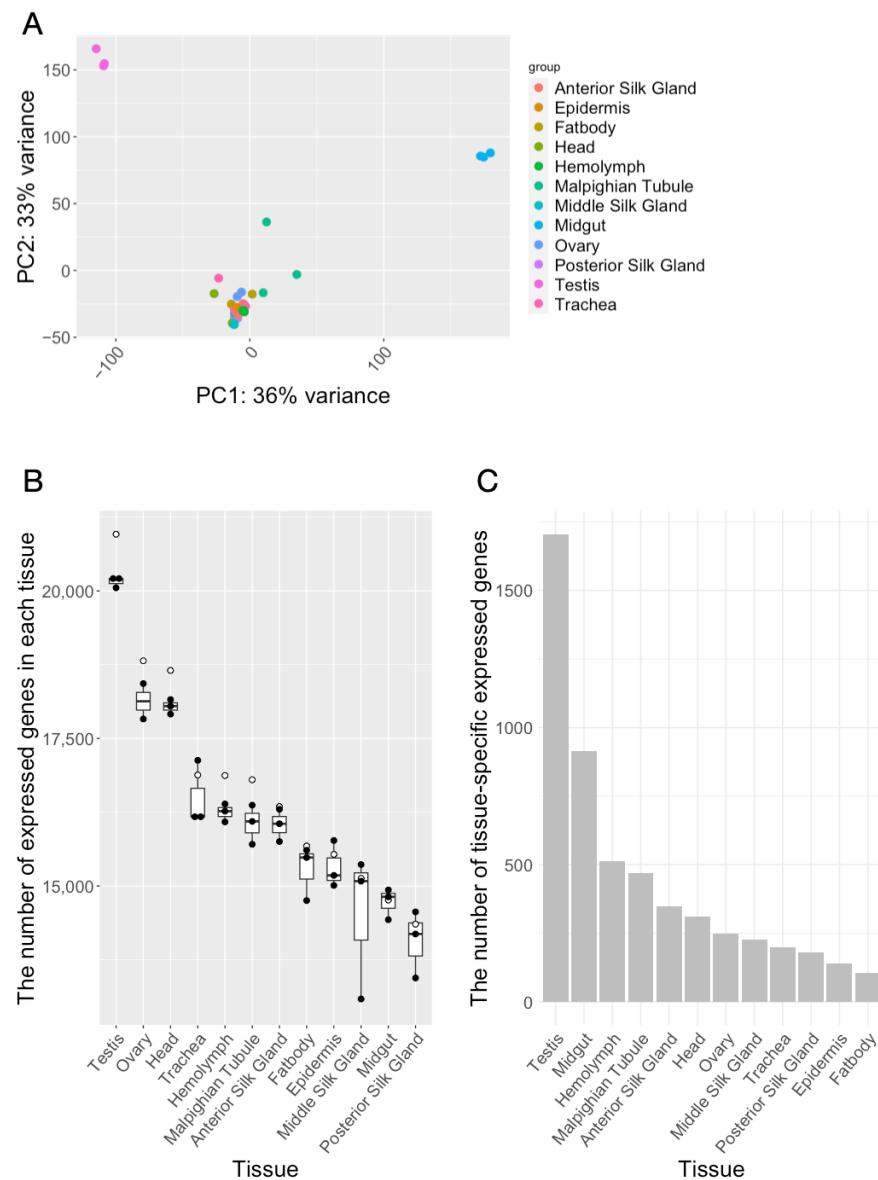 A
PC2: 33% variance
150
100
50
0
−50
−100
0
100
PC1: 36% variance
group
Anterior Silk Gland
Epidermis
Fatbody
Head
Hemolymph
Malpighian Tubule
Middle Silk Gland
Midgut
Ovary
Posterior Silk Gland
Testis
Trachea
B
The number of expressed genes in each tissue
20,000
17,500
15,000
Testis
Ovary
Head
Trachea
Hemolymph
Malpighian Tubule
Anterior Silk Gland
Fatbody
Epidermis
Middle Silk Gland
Midgut
Posterior Silk Gland
Tissue
C
The number of tissue-specific expressed genes
1500
1000
500
0
Testis
Midgut
Hemolymph
Malpighian Tubule
Anterior Silk Gland
Head
Ovary
Middle Silk Gland
Trachea
Posterior Silk Gland
Epidermis
Fatbody
Tissue